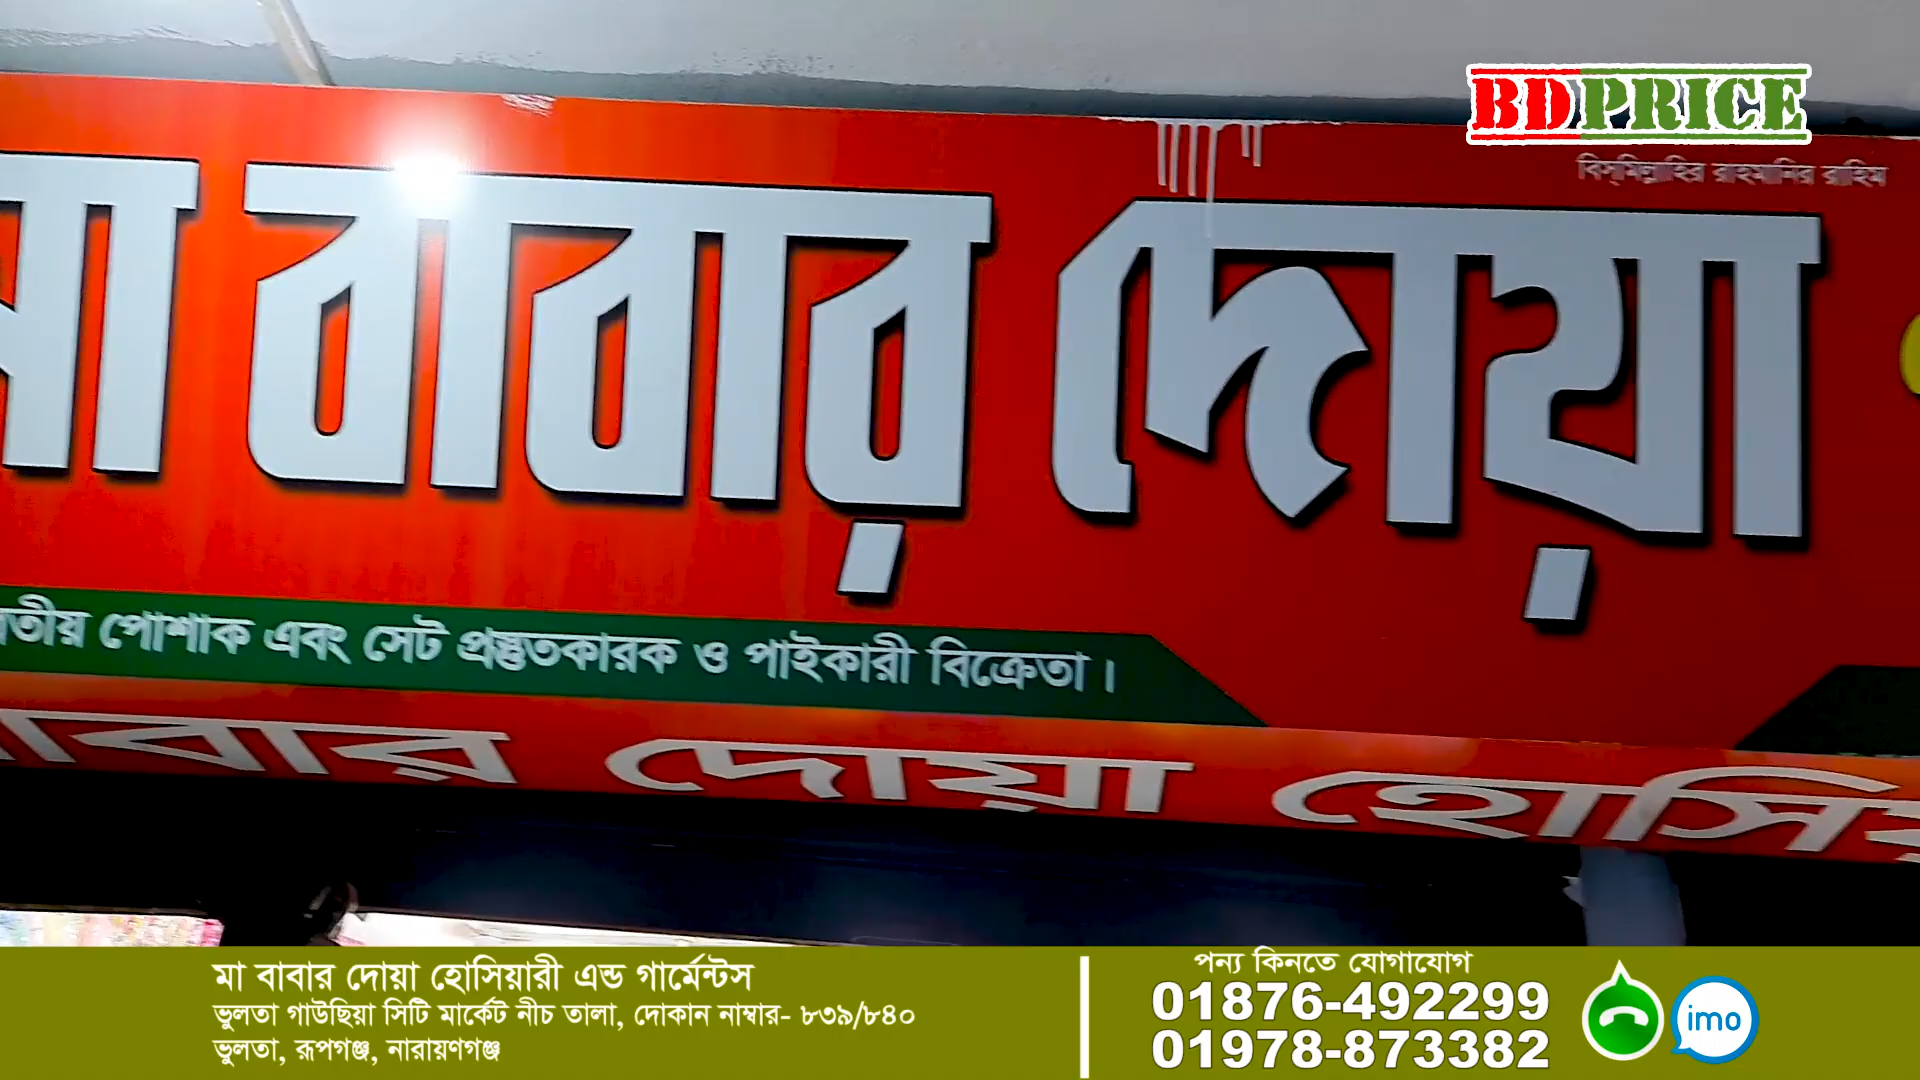 BDPRICE
বিস্‌মিল্লাহির রাহমানির রাহিম
মা বাবার দোয়া
পোশাক এবং সেট প্রস্তুতকারক ও পাইকারী বিক্রেতা।
বাবার দোয়া
মা বাবার দোয়া হোসিয়ারী এন্ড গার্মেন্টস
ভুলতা গাউছিয়া সিটি মার্কেট নীচ তালা, দোকান নাম্বার- ৮৩৯/৮৪০
ভুলতা, রূপগঞ্জ, নারায়ণগঞ্জ
পন্য কিনতে যোগাযোগ
01876-492299
01978-873382
imo